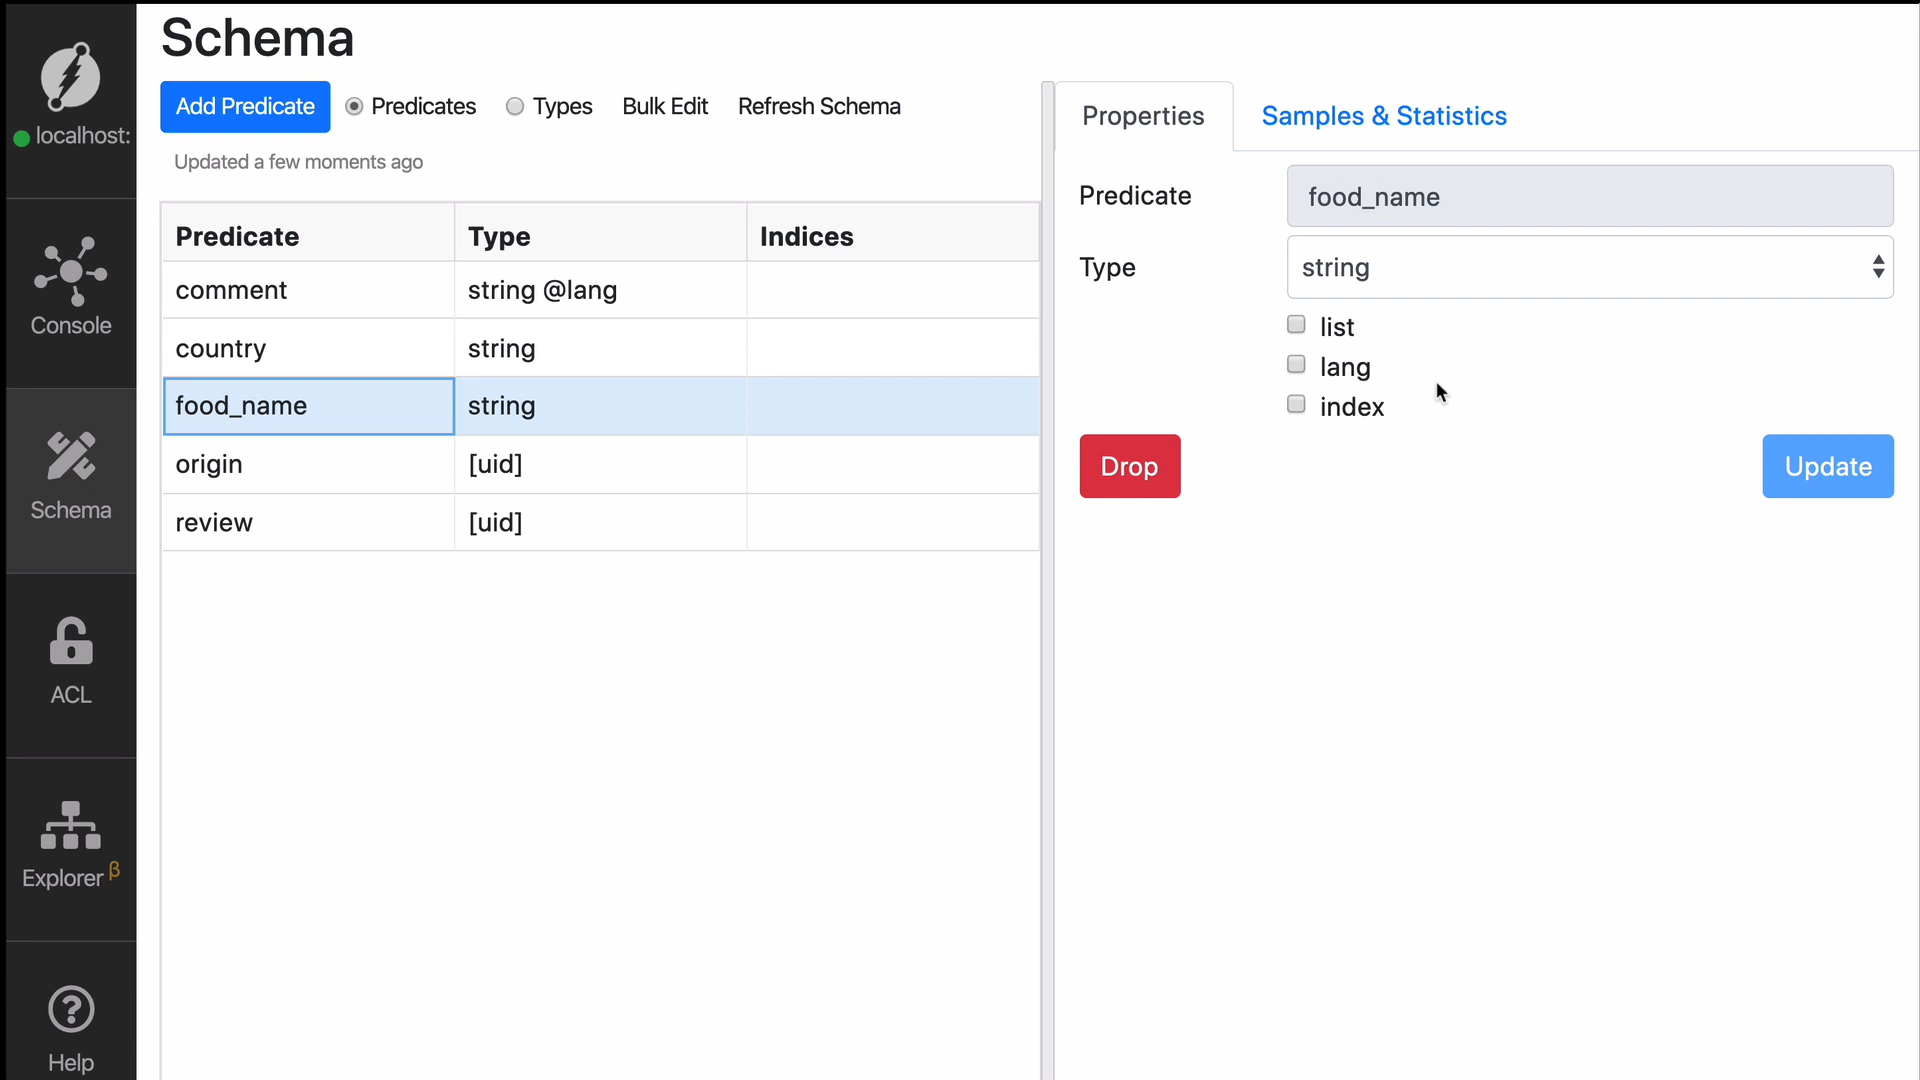 Schema
localhost:
Add Predicate Predicates Types Bulk Edit Refresh Schema
Updated a few moments ago
Predicate Type Indices
comment string @lang
country string
food_name string
origin [uid]
review [uid]
Properties Samples & Statistics
Predicate food_name
Type string
list
lang
index
Drop Update
Console
Schema
ACL
Explorer β
Help